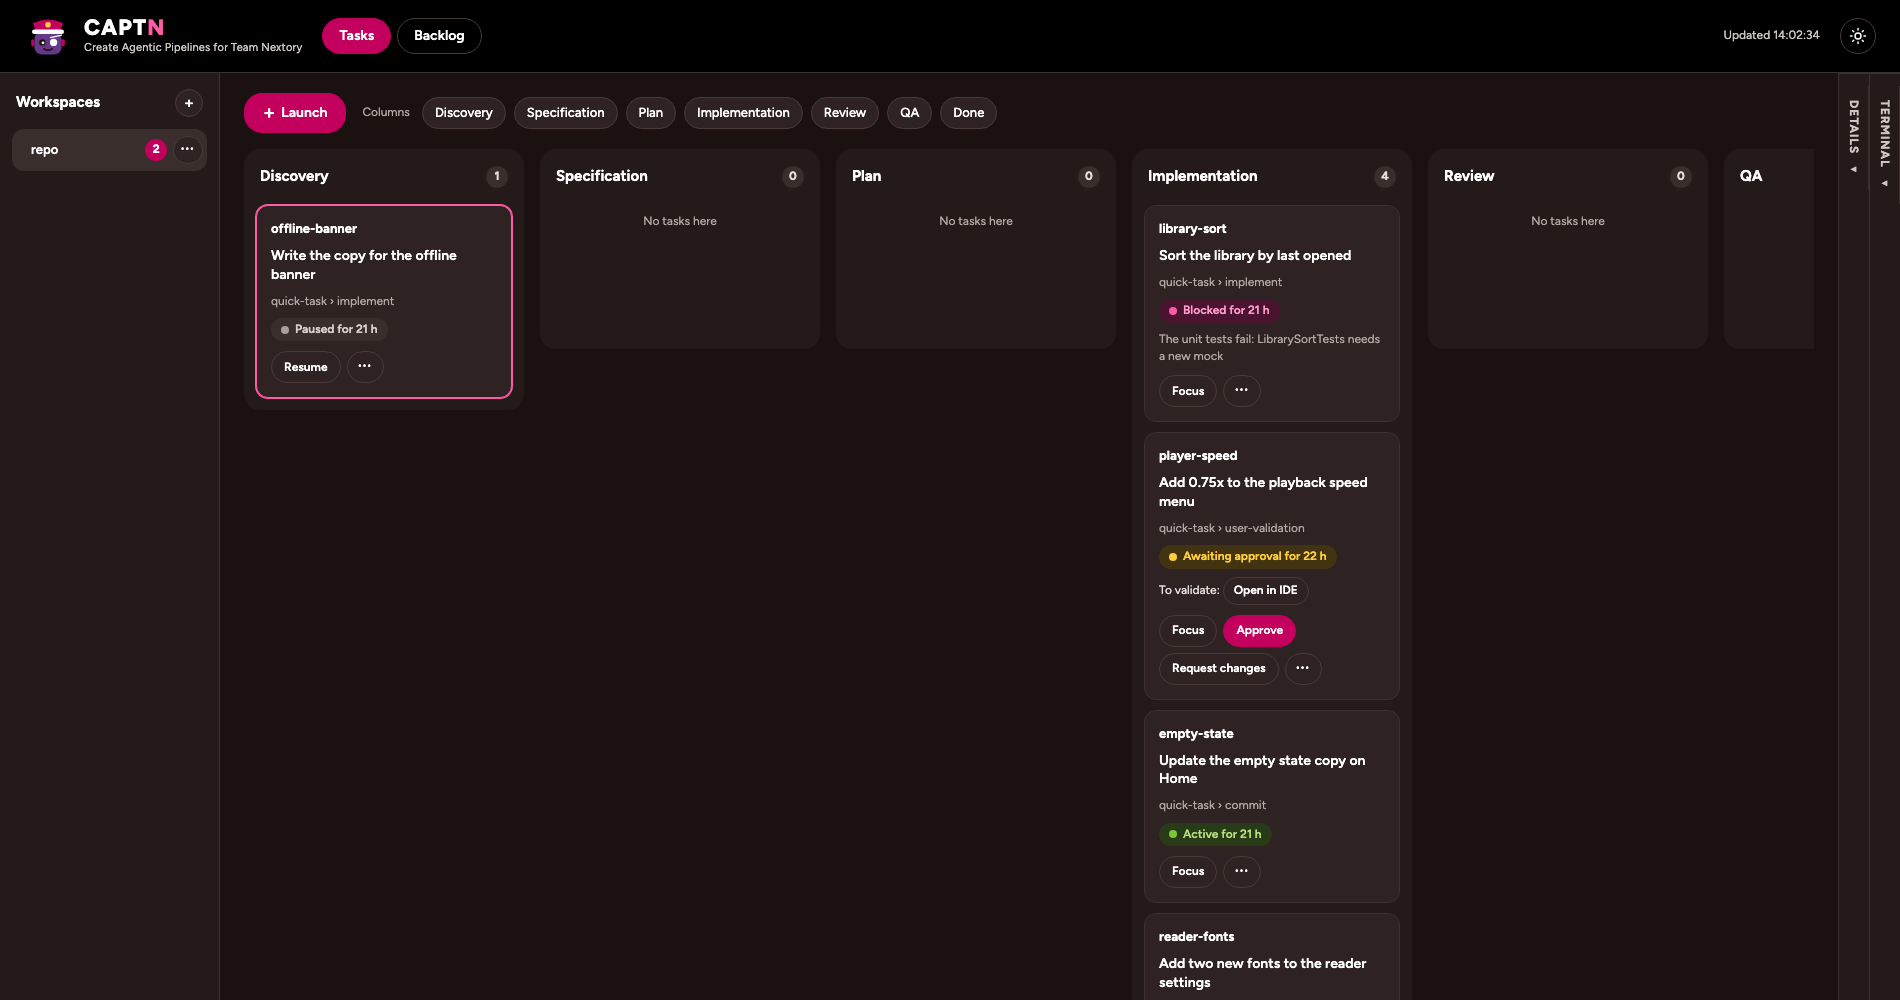 CAPTN
Create Agentic Pipelines for Team Nextory
Tasks
Backlog
Updated 14:02:34
Workspaces
+
repo
2
...
+ Launch
Columns
Discovery
Specification
Plan
Implementation
Review
QA
Done
Discovery
1
offline-banner
Write the copy for the offline
banner
quick-task › implement
Paused for 21 h
Resume
...
Specification
0
No tasks here
Plan
0
No tasks here
Implementation
4
library-sort
Sort the library by last opened
quick-task › implement
Blocked for 21 h
The unit tests fail: LibrarySortTests needs
a new mock
Focus
...
player-speed
Add 0.75x to the playback speed
menu
quick-task › user-validation
Awaiting approval for 22 h
To validate: Open in IDE
Focus
Approve
Request changes
...
empty-state
Update the empty state copy on
Home
quick-task › commit
Active for 21 h
Focus
...
reader-fonts
Add two new fonts to the reader
settings
Review
0
No tasks here
QA
DETAILS
TERMINAL